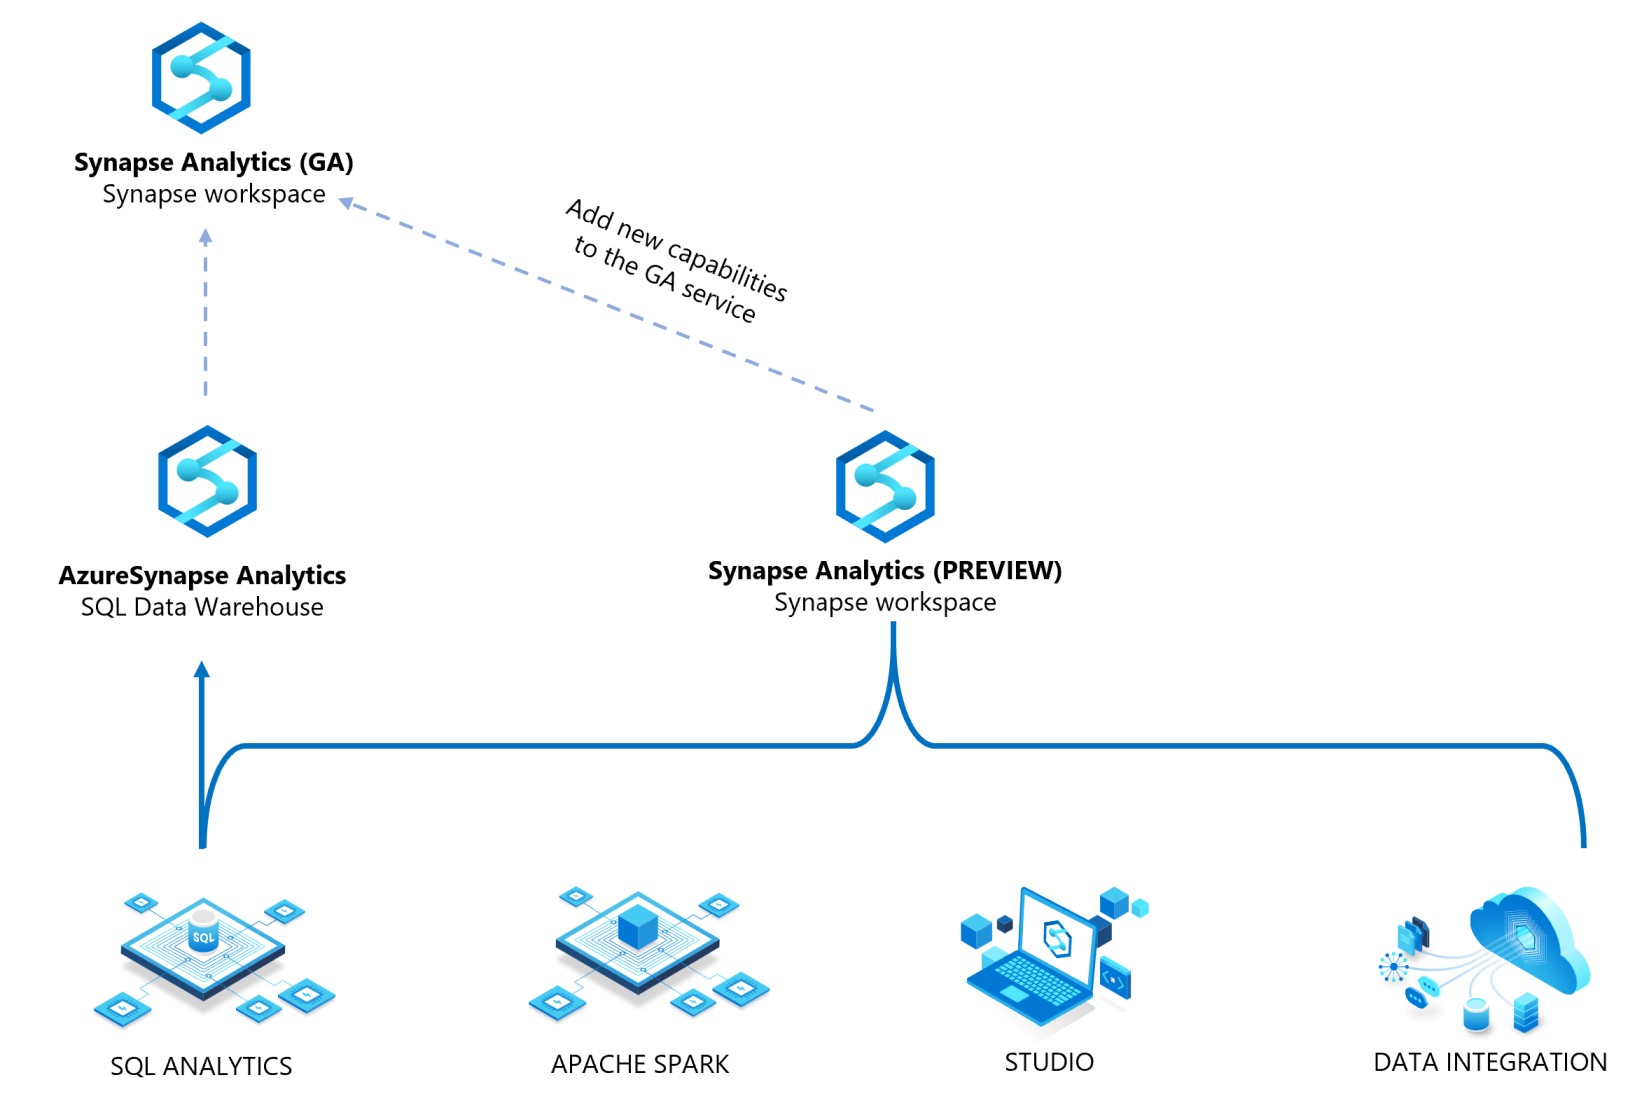 Synapse Analytics (GA)
Synapse workspace
Add new capabilities
to the GA service
AzureSynapse Analytics
SQL Data Warehouse
Synapse Analytics (PREVIEW)
Synapse workspace
SQL
SQL ANALYTICS
APACHE SPARK
STUDIO
DATA INTEGRATION